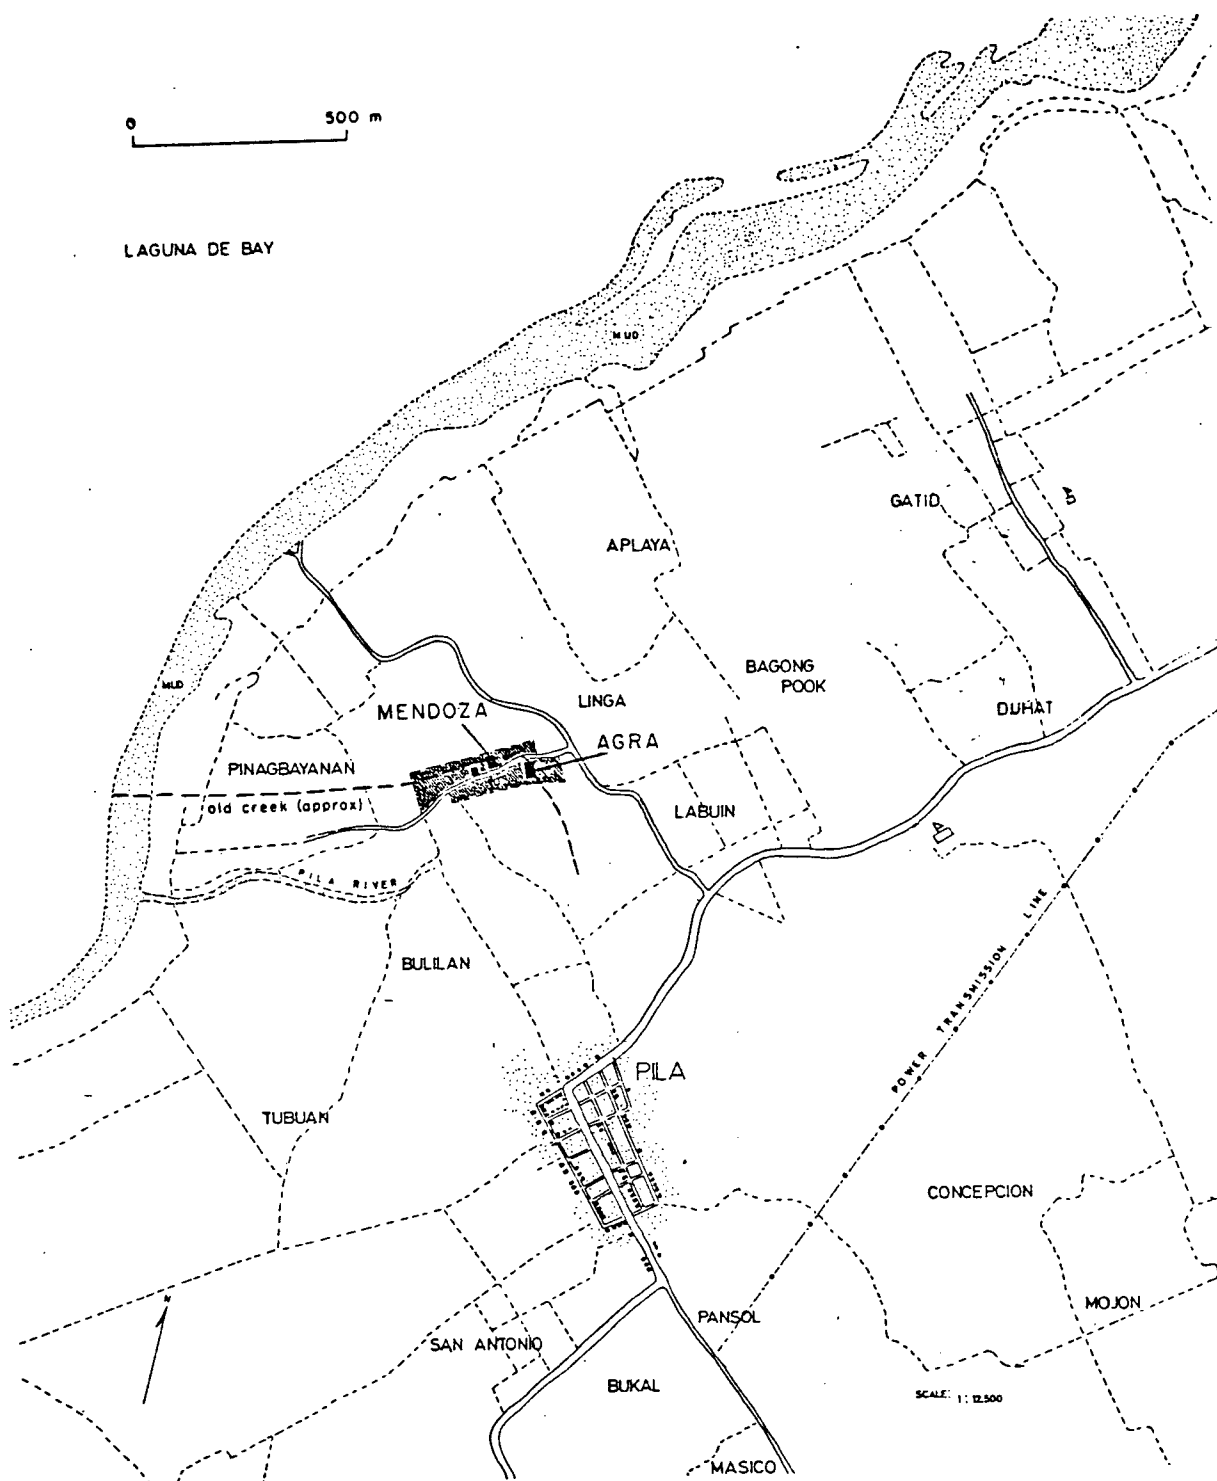 0 500 m
LAGUNA DE BAY
MUD
GATID
APLAYA
BAGONG
POOK
MUD
LINGA
MENDOZA
DUHAT
AGRA
PINAGBAYANAN
old creek (approx)
LABUIN
PILA RIVER
BULILAN
POWER TRANSMISSION LINE
PILA
TUBUAN
CONCEPCION
N
MOJON
PANSOL
SAN ANTONIO
BUKAL
SCALE: 1:12,500
MASICO